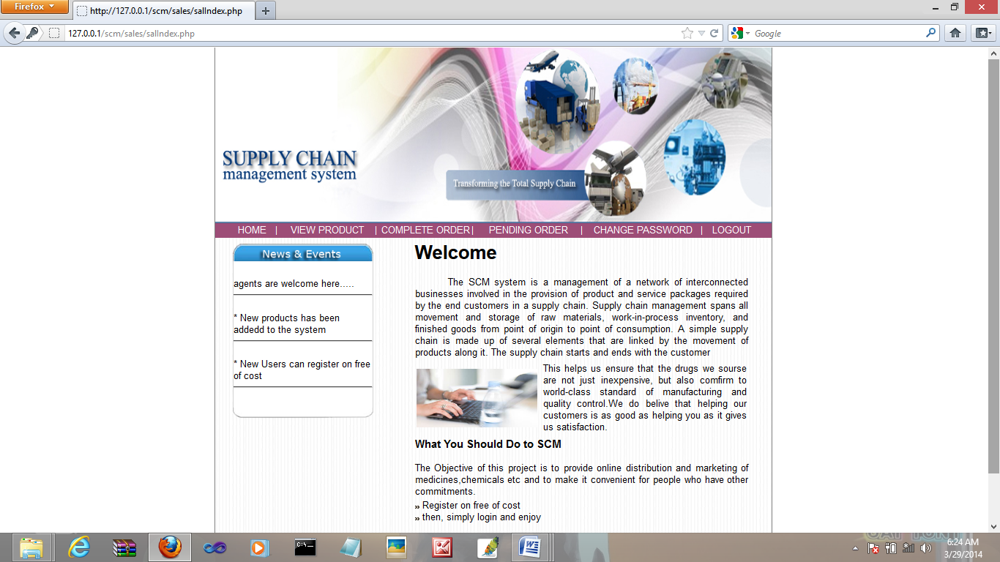 Firefox
http://127.0.0.1/scm/sales/salIndex.php
127.0.0.1/scm/sales/salIndex.php
Google
SUPPLY CHAIN
management system
Transforming the Total Supply Chain
HOME | VIEW PRODUCT | COMPLETE ORDER | PENDING ORDER | CHANGE PASSWORD | LOGOUT
News & Events
agents are welcome here.....
* New products has been
addedd to the system
* New Users can register on free
of cost
Welcome
The SCM system is a management of a network of interconnected
businesses involved in the provision of product and service packages required
by the end customers in a supply chain. Supply chain management spans all
movement and storage of raw materials, work-in-process inventory, and
finished goods from point of origin to point of consumption. A simple supply
chain is made up of several elements that are linked by the movement of
products along it. The supply chain starts and ends with the customer
This helps us ensure that the drugs we sourse
are not just inexpensive, but also comfirm to
world-class standard of manufacturing and
quality control.We do belive that helping our
customers is as good as helping you as it gives
us satisfaction.
What You Should Do to SCM
The Objective of this project is to provide online distribution and marketing of
medicines,chemicals etc and to make it convenient for people who have other
commitments.
» Register on free of cost
» then, simply login and enjoy
6:24 AM
3/29/2014